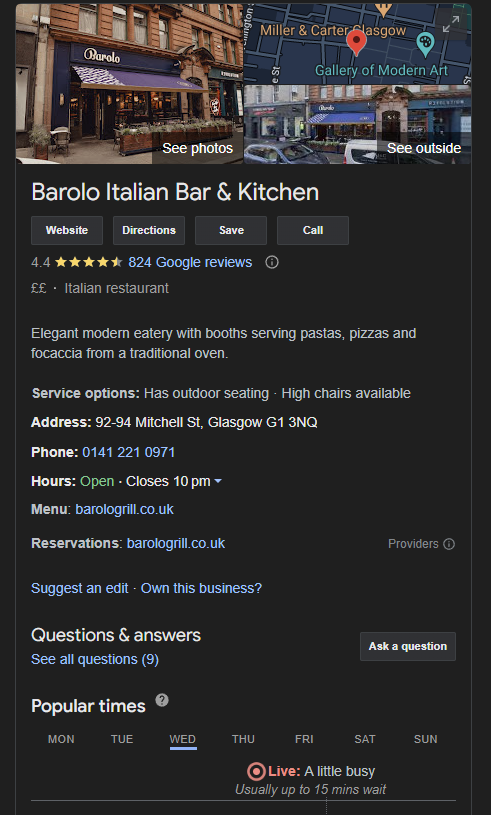 Barolo
Barolo
Miller & Carter Glasgow
e St
Gallery of Modern Art
See photos
See outside
Barolo Italian Bar & Kitchen
Website
Directions
Save
Call
4.4 824 Google reviews
££ · Italian restaurant
Elegant modern eatery with booths serving pastas, pizzas and
focaccia from a traditional oven.
Service options: Has outdoor seating · High chairs available
Address: 92-94 Mitchell St, Glasgow G1 3NQ
Phone: 0141 221 0971
Hours: Open · Closes 10 pm
Menu: barologrill.co.uk
Reservations: barologrill.co.uk
Providers
Suggest an edit · Own this business?
Questions & answers
See all questions (9)
Ask a question
Popular times
MON TUE WED THU FRI SAT SUN
Live: A little busy
Usually up to 15 mins wait